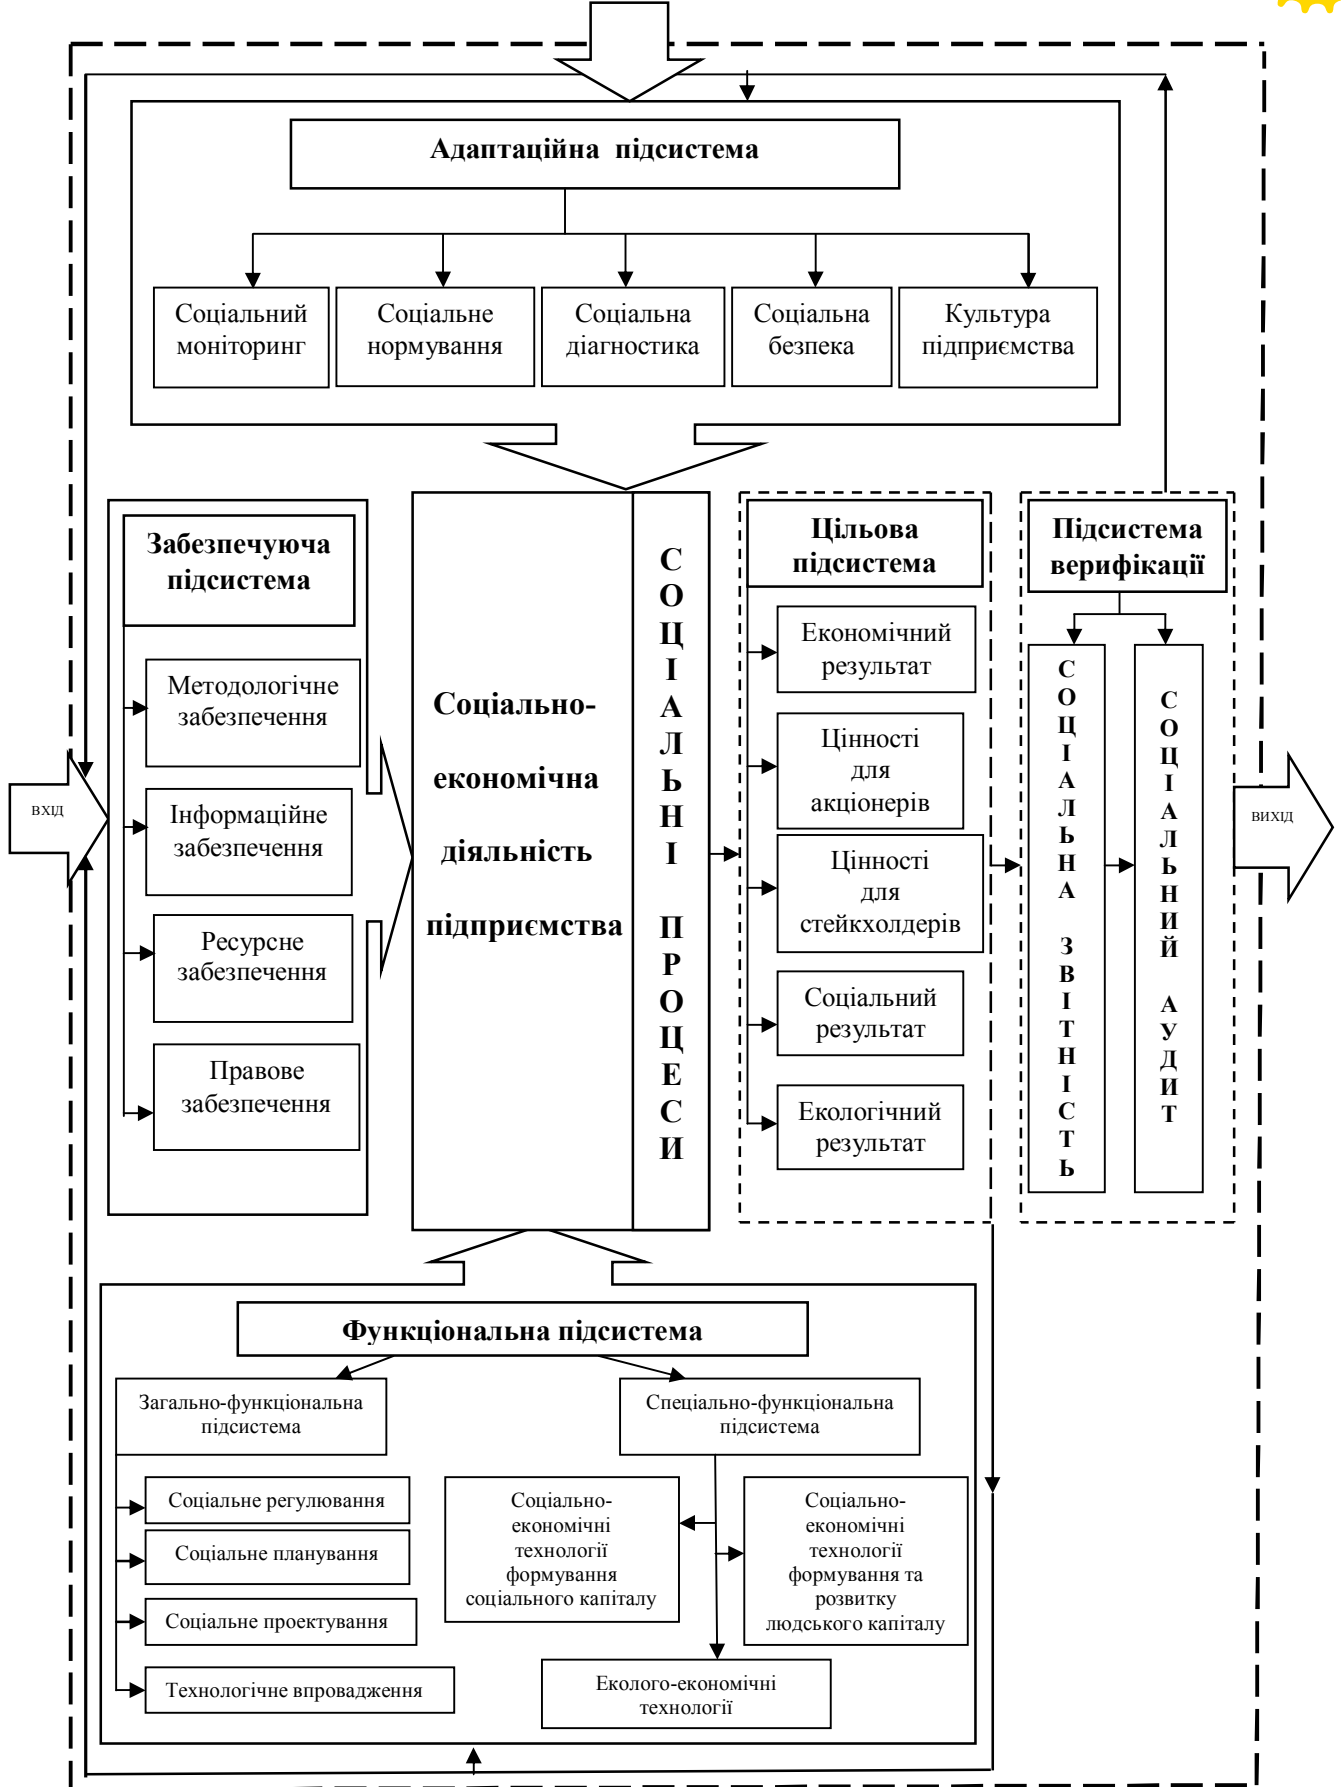 Адаптаційна підсистема
Соціальний
моніторинг
Соціальне
нормування
Соціальна
діагностика
Соціальна
безпека
Культура
підприємства
ВХІД
Забезпечуюча
підсистема
Методологічне
забезпечення
Інформаційне
забезпечення
Ресурсне
забезпечення
Правове
забезпечення
Соціально-
економічна
діяльність
підприємства
СОЦІАЛЬНІ ПРОЦЕСИ
Цільова
підсистема
Економічний
результат
Цінності
для
акціонерів
Цінності
для
стейкхолдерів
Соціальний
результат
Екологічний
результат
Підсистема
верифікації
СОЦІАЛЬНА ЗВІТНІСТЬ
СОЦІАЛЬНИЙ АУДИТ
ВИХІД
Функціональна підсистема
Загально-функціональна
підсистема
Соціальне регулювання
Соціальне планування
Соціальне проектування
Технологічне впровадження
Спеціально-функціональна
підсистема
Соціально-
економічні
технології
формування
соціального капіталу
Соціально-
економічні
технології
формування та
розвитку
людського капіталу
Еколого-економічні
технології